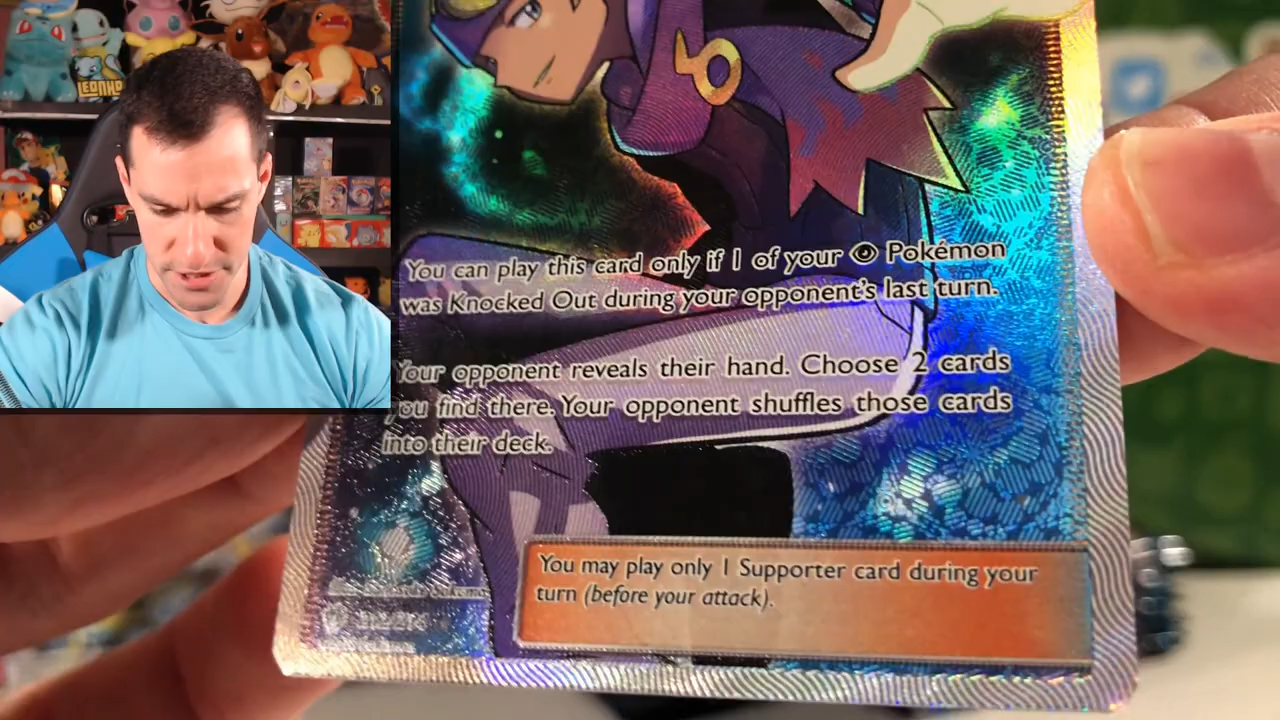 LEONHA
You can play this card only if 1 of your Pokémon
was Knocked Out during your opponent's last turn.
Your opponent reveals their hand. Choose 2 cards
you find there. Your opponent shuffles those cards
into their deck.
You may play only 1 Supporter card during your
turn (before your attack).